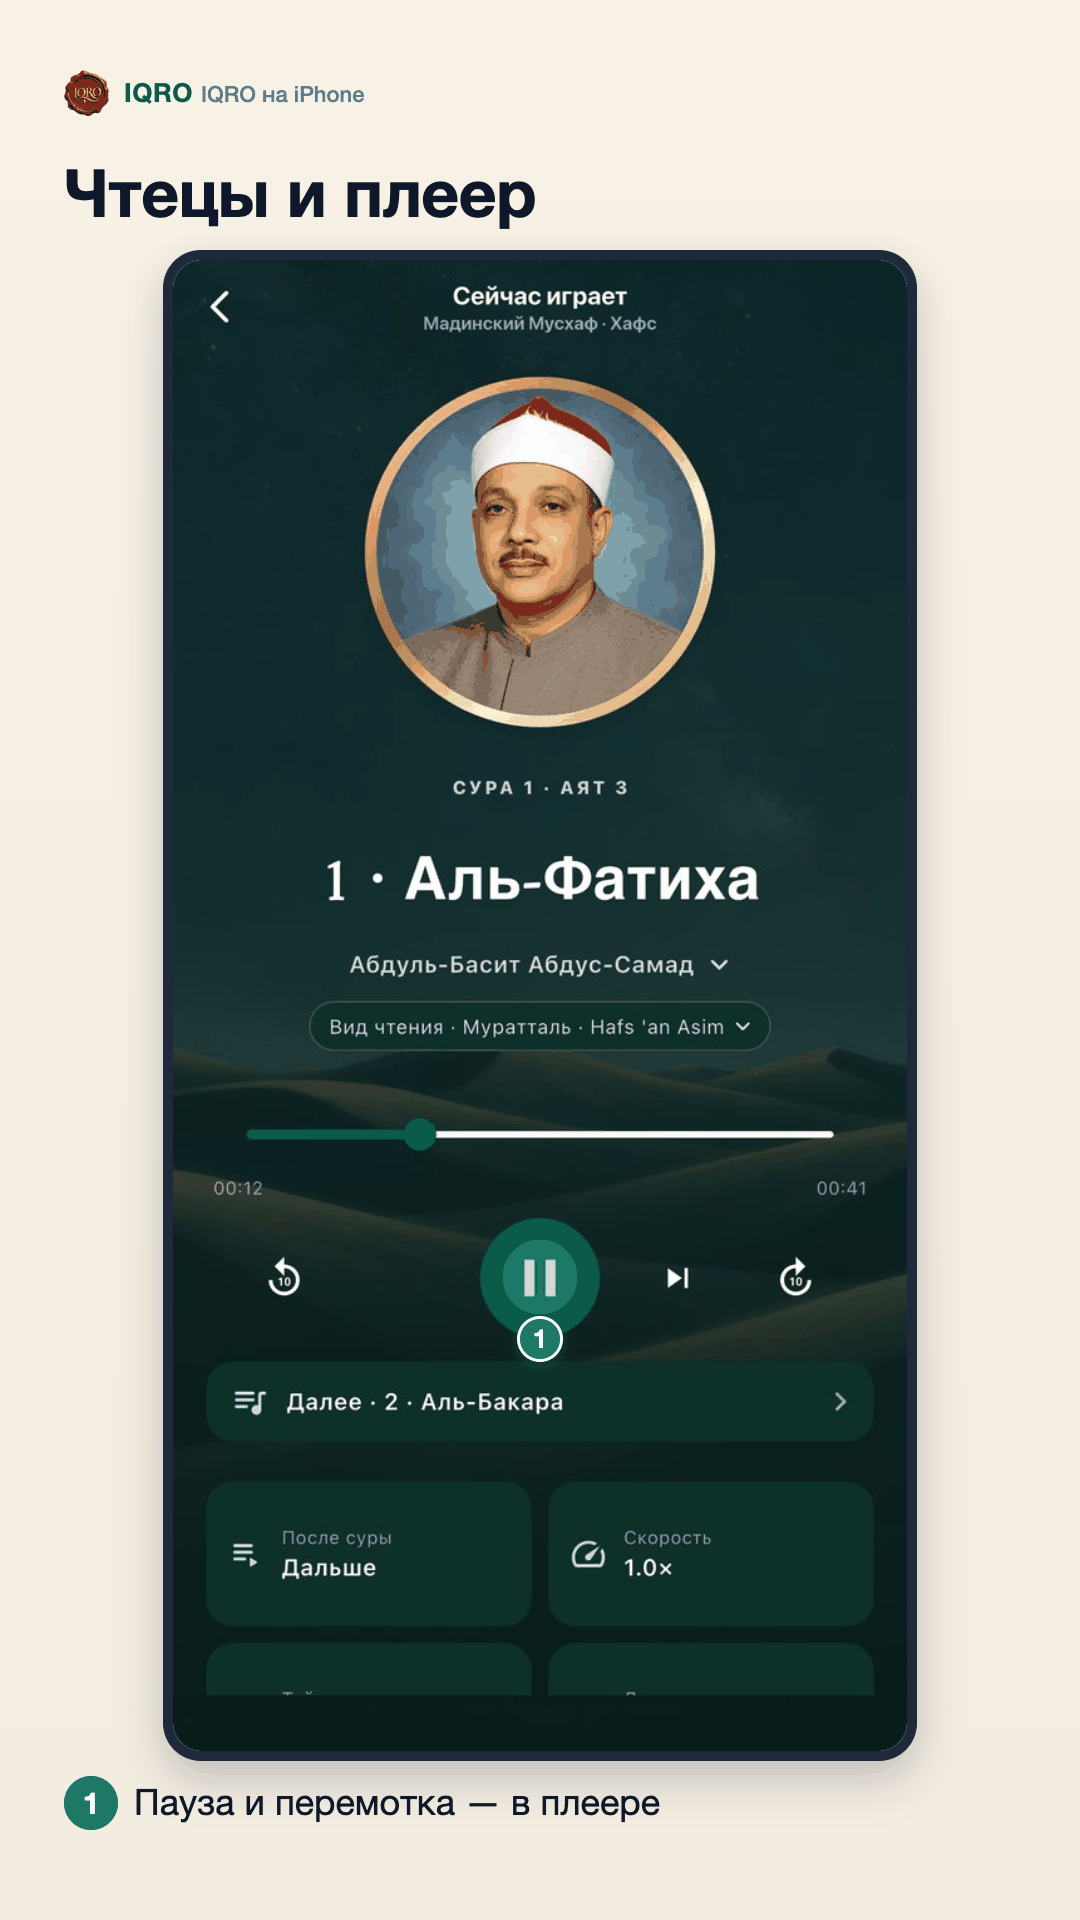 IQRO IQRO на iPhone
Чтецы и плеер
Сейчас играет
Мадинский Мусхаф · Хафс
СУРА 1 · АЯТ 3
1 · Аль-Фатиха
Абдуль-Басит Абдус-Самад
Вид чтения · Муратталь · Hafs 'an Asim
00:12 00:41
10 10
1
Далее · 2 · Аль-Бакара
После суры
Дальше
Скорость
1.0×
1 Пауза и перемотка — в плеере